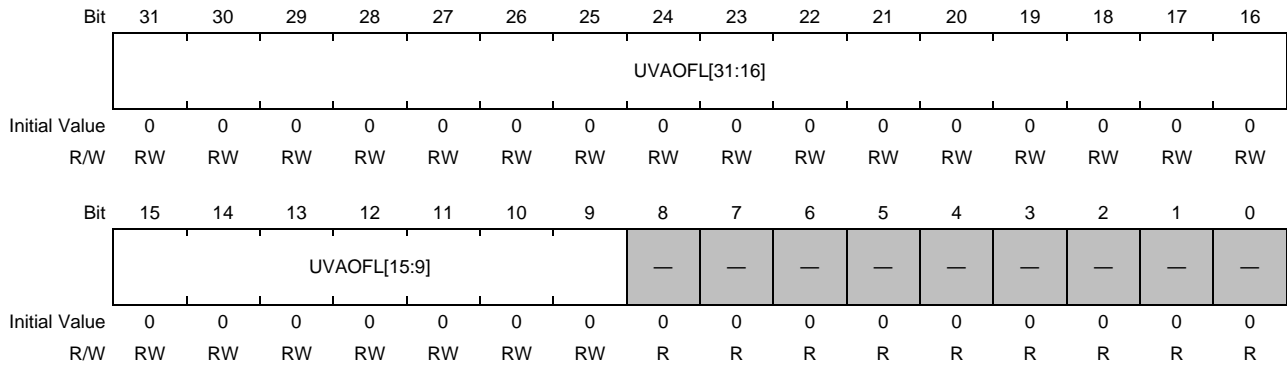 Bit 31 30 29 28 27 26 25 24 23 22 21 20 19 18 17 16
UVAOFL[31:16]
Initial Value 0 0 0 0 0 0 0 0 0 0 0 0 0 0 0 0
R/W RW RW RW RW RW RW RW RW RW RW RW RW RW RW RW RW
Bit 15 14 13 12 11 10 9 8 7 6 5 4 3 2 1 0
UVAOFL[15:9] — — — — — — — — —
Initial Value 0 0 0 0 0 0 0 0 0 0 0 0 0 0 0 0
R/W RW RW RW RW RW RW RW R R R R R R R R R